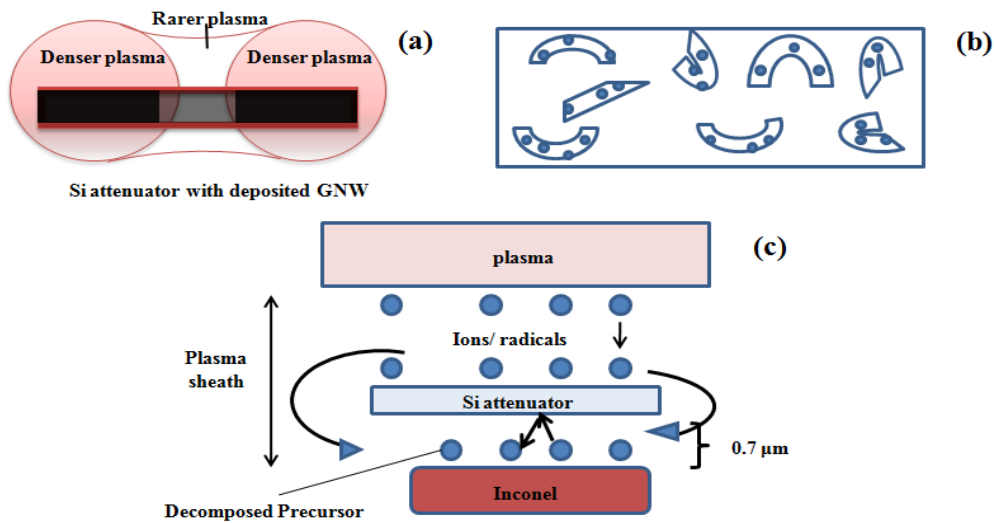 Rarer plasma
(a)
Denser plasma
Denser plasma
Si attenuator with deposited GNW
(b)
(c)
plasma
Ions/ radicals
Plasma
sheath
Si attenuator
0.7 µm
Inconel
Decomposed Precursor